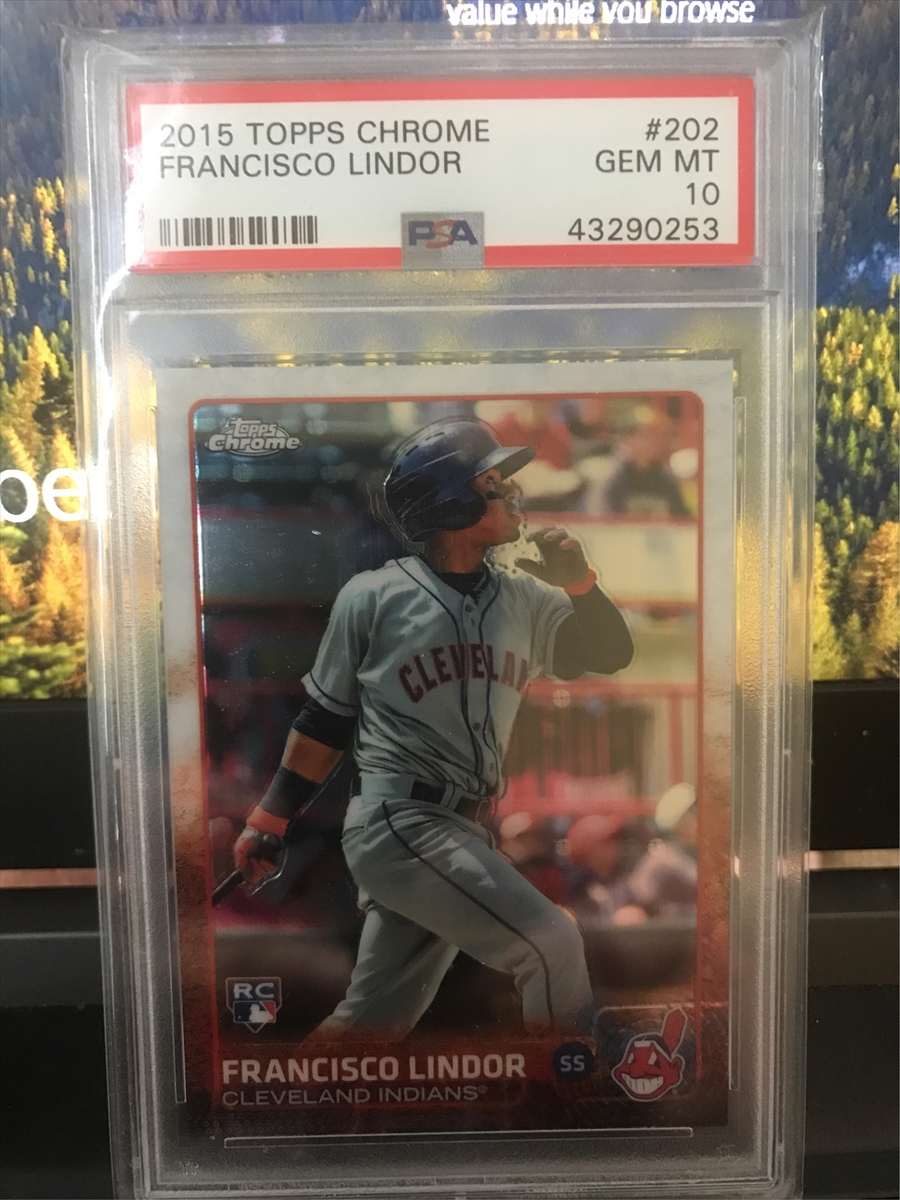 value while you browse
2015 TOPPS CHROME #202
FRANCISCO LINDOR GEM MT
10
PSA 43290253
Topps
Chrome
CLEVELAN
RC
FRANCISCO LINDOR SS
CLEVELAND INDIANS®